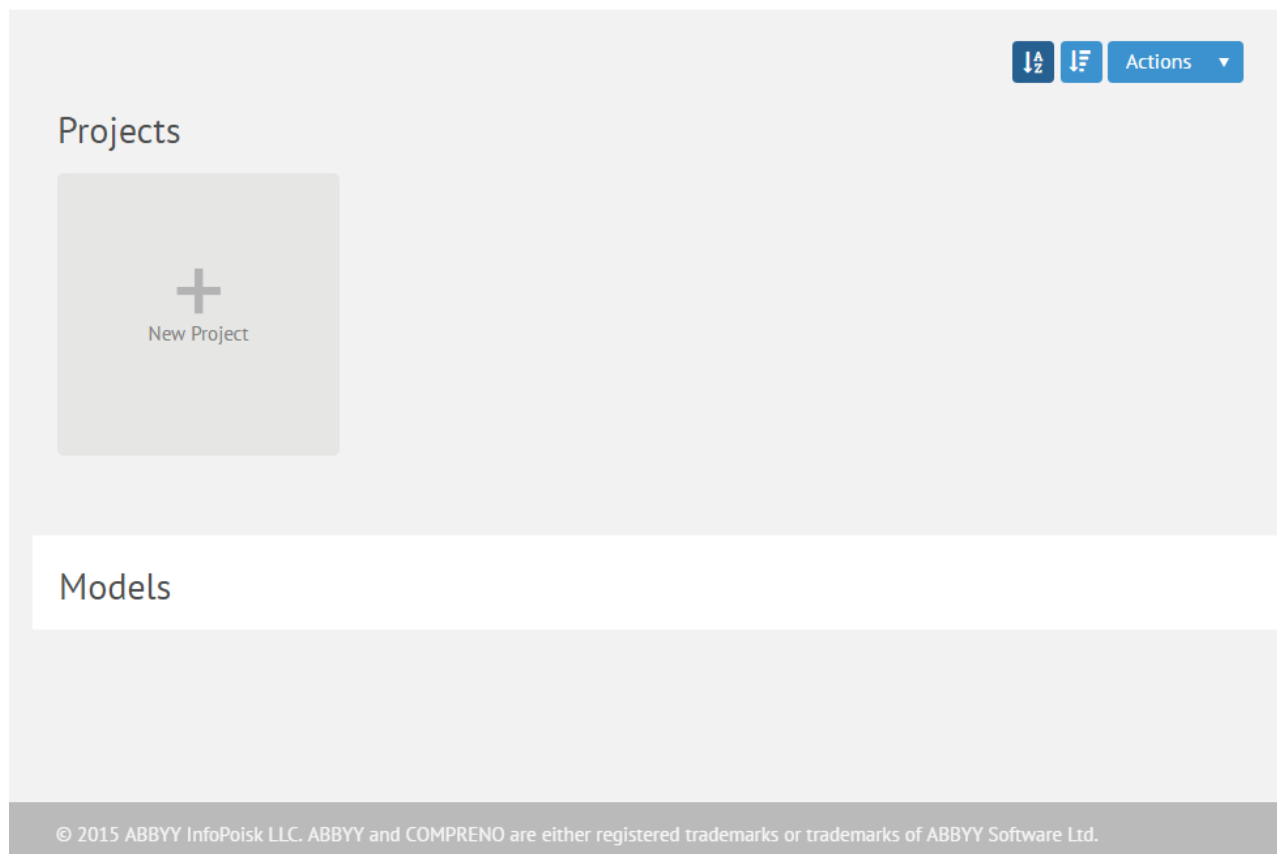 Actions
Projects
New Project
Models
© 2015 ABBYY InfoPoisk LLC. ABBYY and COMPRENO are either registered trademarks or trademarks of ABBYY Software Ltd.